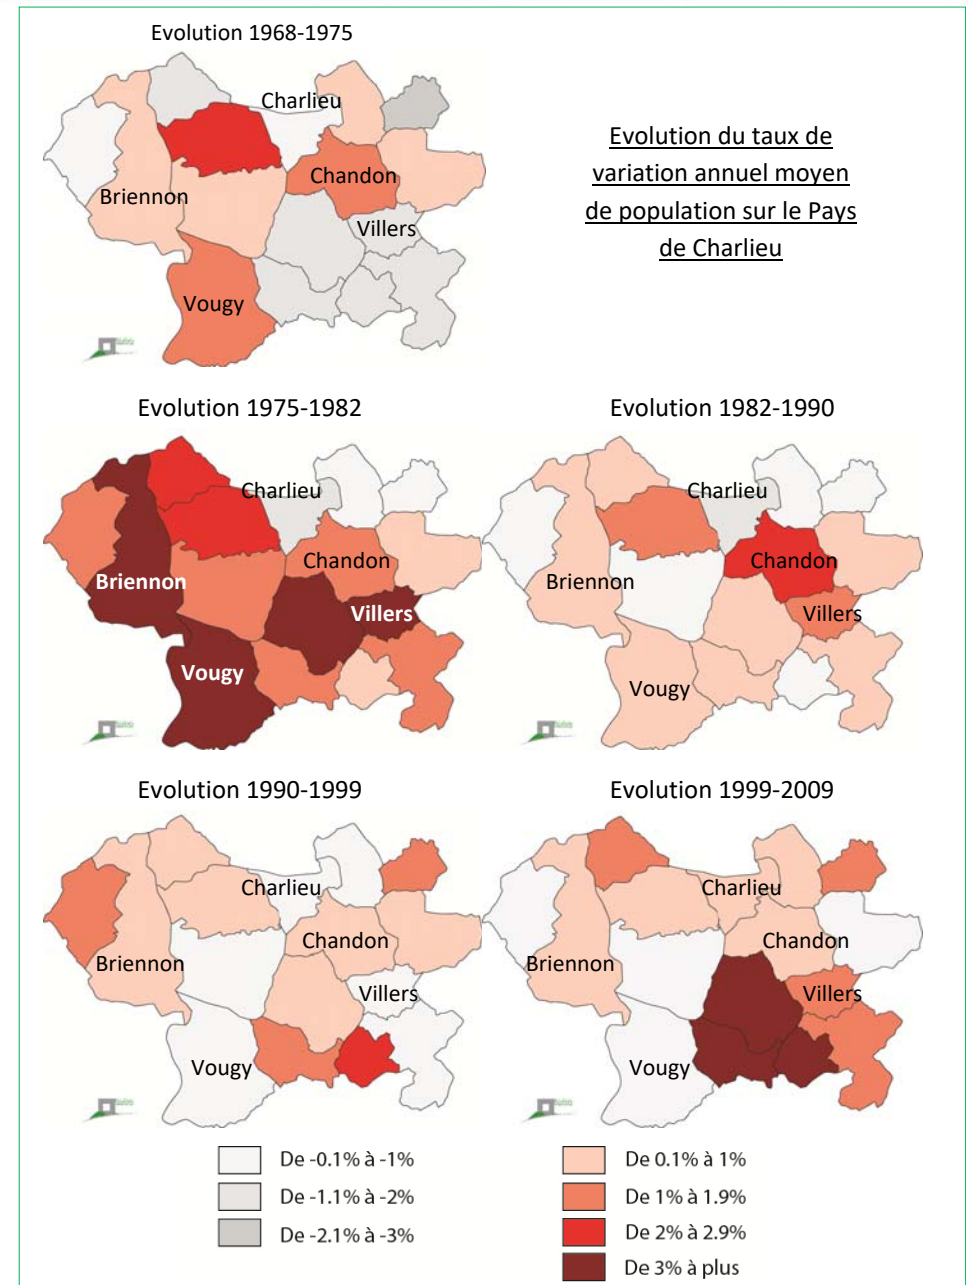 Evolution 1968-1975
Charlieu
Chandon
Briennon
Villers
Vougy
Evolution du taux de
variation annuel moyen
de population sur le Pays
de Charlieu
Evolution 1975-1982
Charlieu
Chandon
Briennon
Villers
Vougy
Evolution 1982-1990
Charlieu
Chandon
Briennon
Villers
Vougy
Evolution 1990-1999
Charlieu
Chandon
Briennon
Villers
Vougy
Evolution 1999-2009
Charlieu
Chandon
Briennon
Villers
Vougy
De -0.1% à -1%
De -1.1% à -2%
De -2.1% à -3%
De 0.1% à 1%
De 1% à 1.9%
De 2% à 2.9%
De 3% à plus